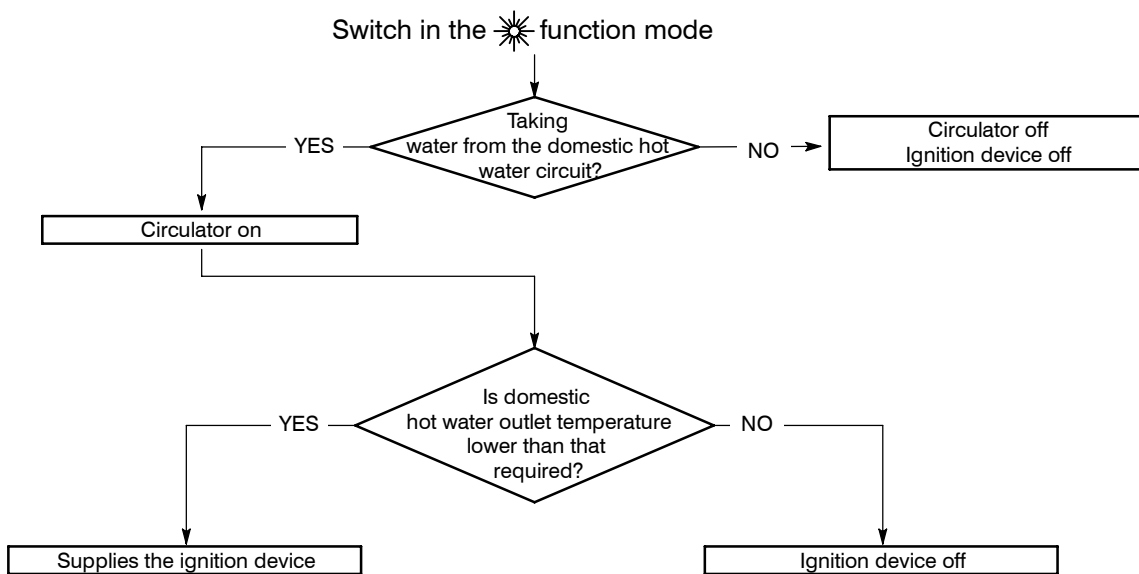 Switch in the function mode
Taking
water from the domestic hot
water circuit?
YES
NO
Circulator off
Ignition device off
Circulator on
Is domestic
hot water outlet temperature
lower than that
required?
YES
NO
Supplies the ignition device
Ignition device off